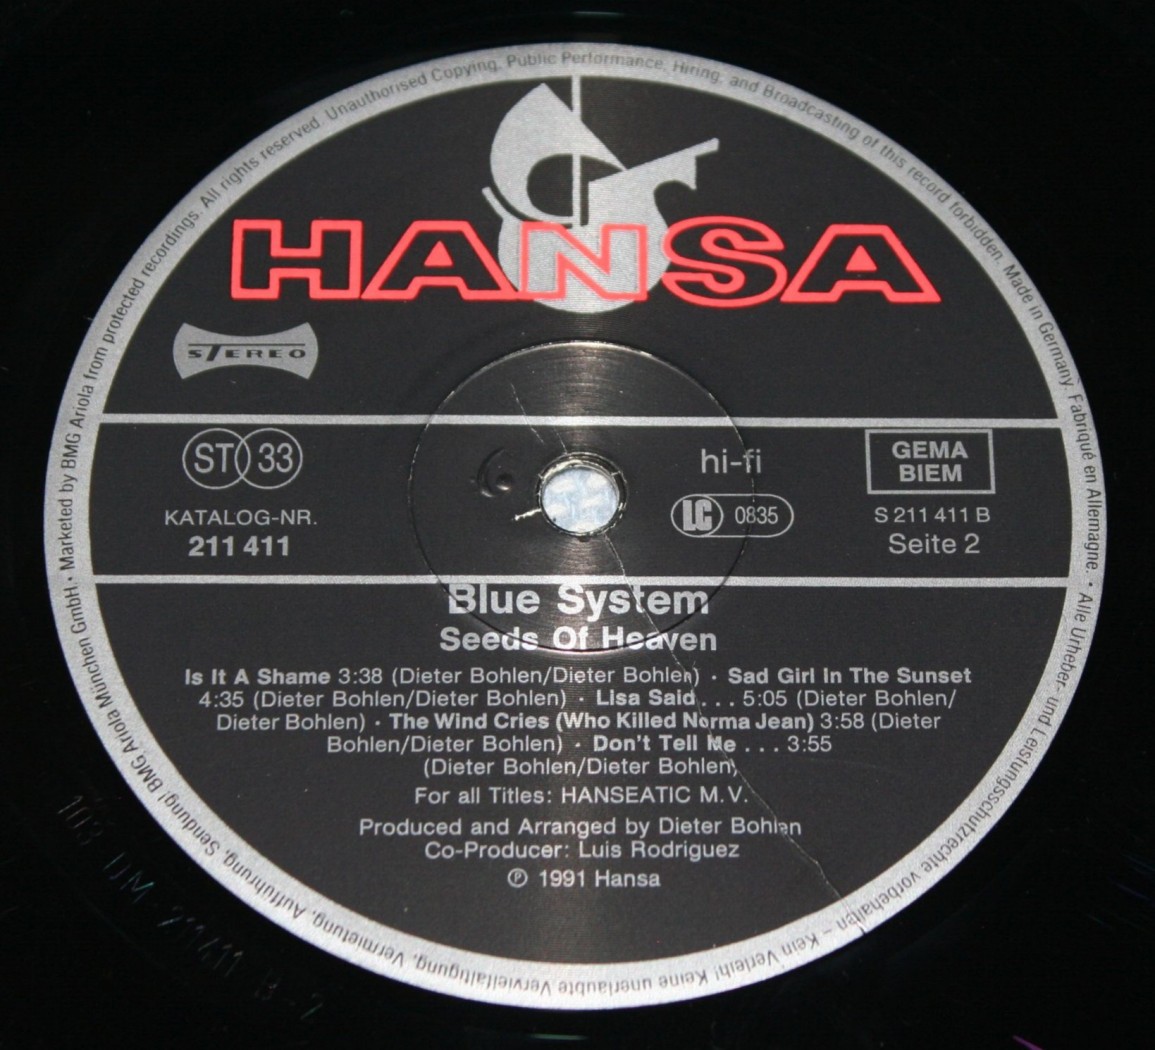 HANSA
STEREO
ST 33
KATALOG-NR.
211 411
hi-fi
LC 0835
GEMA
BIEM
S 211 411 B
Seite 2
Blue System
Seeds Of Heaven
Is It A Shame 3:38 (Dieter Bohlen/Dieter Bohlen) · Sad Girl In The Sunset
4:35 (Dieter Bohlen/Dieter Bohlen) · Lisa Said . . . 5:05 (Dieter Bohlen/
Dieter Bohlen) · The Wind Cries (Who Killed Norma Jean) 3:58 (Dieter
Bohlen/Dieter Bohlen) · Don't Tell Me . . . 3:55
(Dieter Bohlen/Dieter Bohlen)
For all Titles: HANSEATIC M.V.
Produced and Arranged by Dieter Bohlen
Co-Producer: Luis Rodriguez
℗ 1991 Hansa
Marketed by BMG Ariola from protected recordings. All rights reserved. Unauthorised Copying, Public Performance, Hiring, and Broadcasting of this record forbidden. Made in Germany. Fabriqué en Allemagne. · Alle Urheber- und Leistungsschutzrechte vorbehalten – Kein Verleih! Keine unerlaubte Vervielfältigung, Vermietung, Aufführung, Sendung! BMG Ariola München GmbH. ·